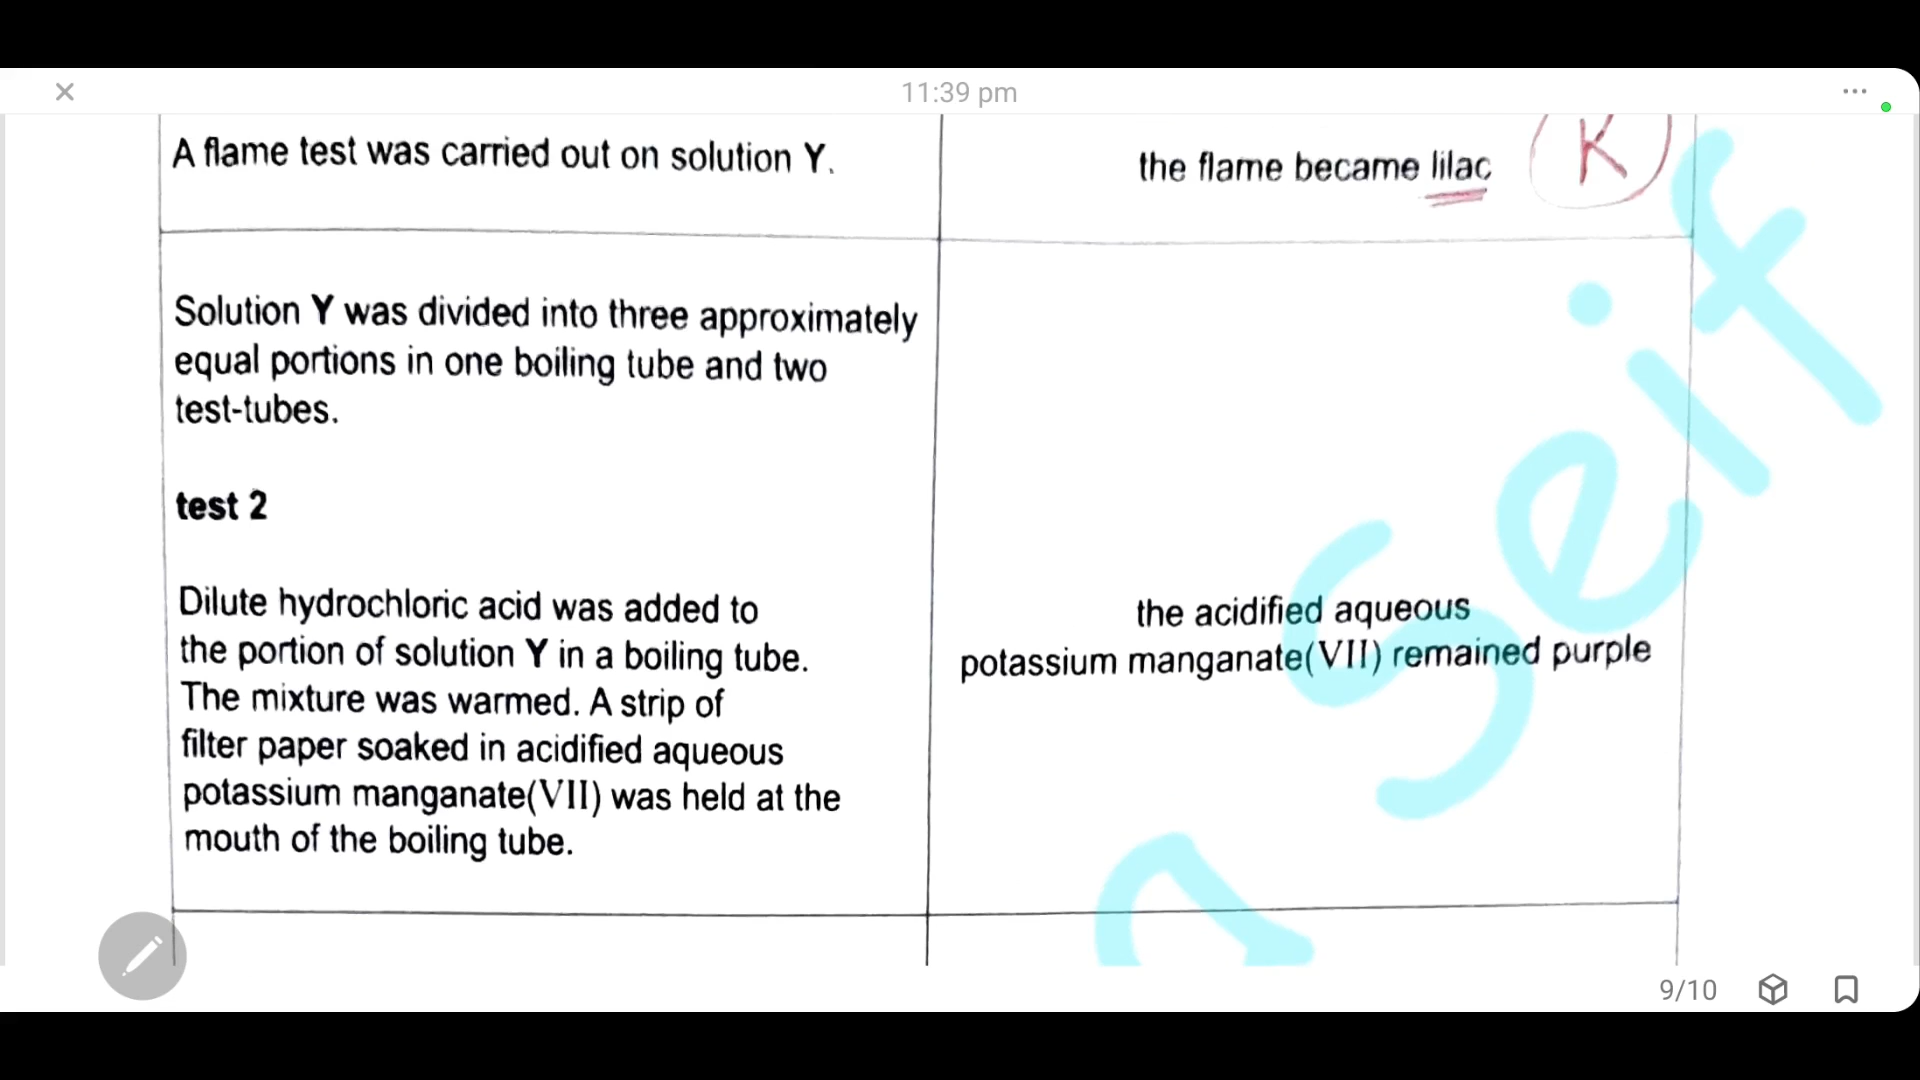 11:39 pm
A flame test was carried out on solution Y.
the flame became lilac
K
Solution Y was divided into three approximately
equal portions in one boiling tube and two
test-tubes.
test 2
Dilute hydrochloric acid was added to
the portion of solution Y in a boiling tube.
The mixture was warmed. A strip of
filter paper soaked in acidified aqueous
potassium manganate(VII) was held at the
mouth of the boiling tube.
the acidified aqueous
potassium manganate(VII) remained purple
Seif
9/10